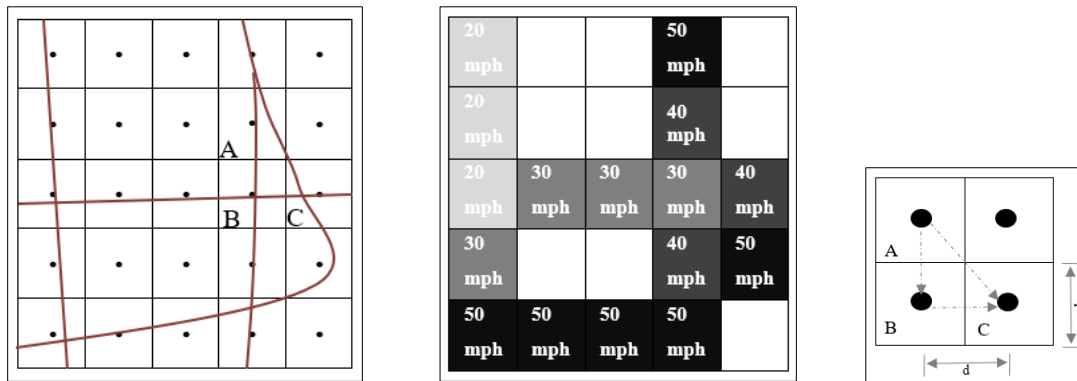 A
B C
20 50
mph mph
20 40
mph mph
20 30 30 30 40
mph mph mph mph mph
30 40 50
mph mph mph
50 50 50 50
mph mph mph mph
A
B C
d